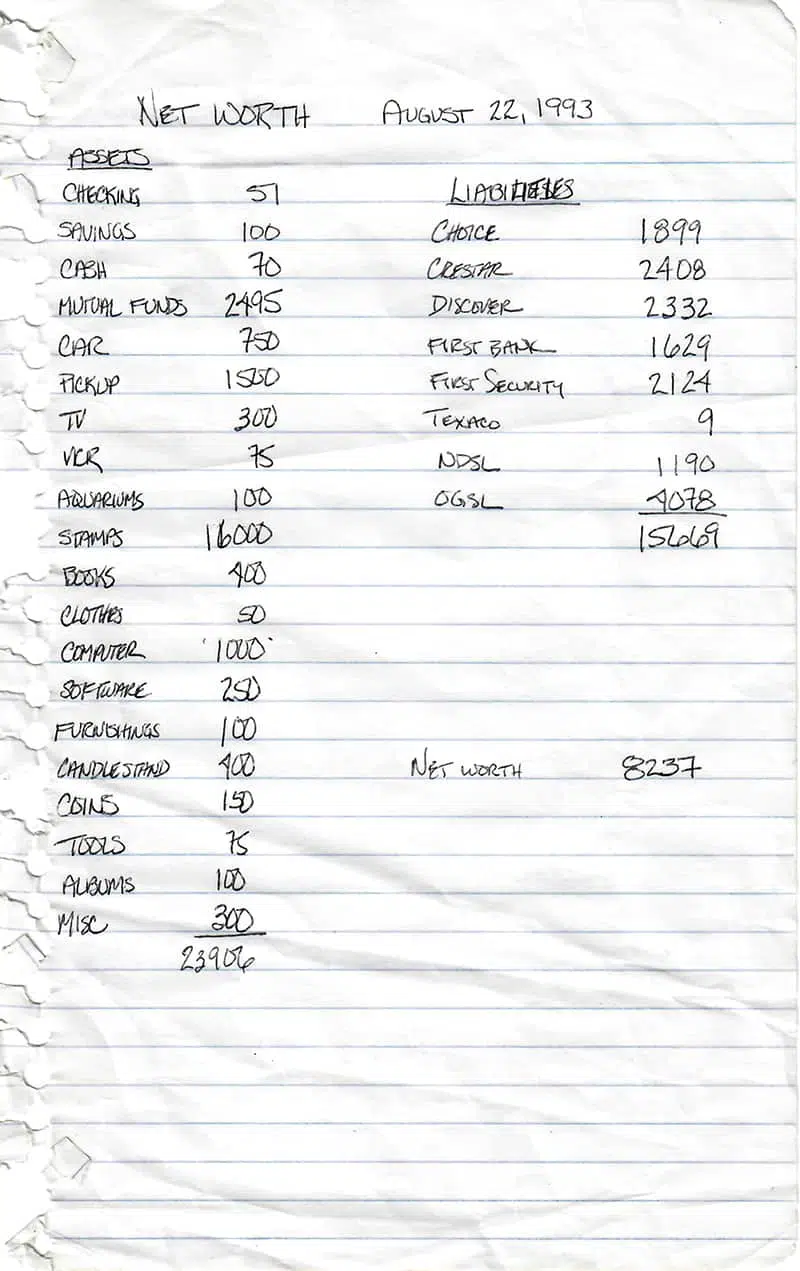 NET WORTH AUGUST 22, 1993
ASSETS
CHECKING 51 LIABILITIES
SAVINGS 100 CHOICE 1899
CASH 70 CRESTAR 2408
MUTUAL FUNDS 2495 DISCOVER 2332
CAR 750 FIRST BANK 1629
PICKUP 1500 FIRST SECURITY 2124
TV 300 TEXACO 9
VCR 75 NDSL 1190
AQUARIUMS 100 OGSL 4078
STAMPS 16000 15669
BOOKS 400
CLOTHES 50
COMPUTER 1000
SOFTWARE 250
FURNISHINGS 100
CANDLESTAND 400 NET WORTH 8237
COINS 150
TOOLS 75
ALBUMS 100
MISC 300
23906